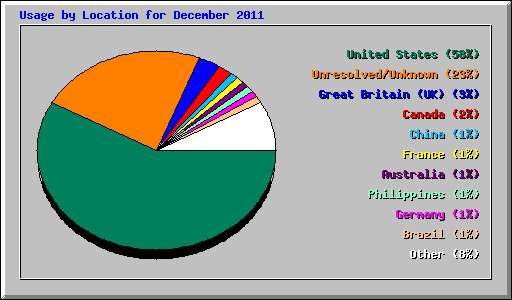 Usage by Location for December 2011
United States (58%)
Unresolved/Unknown (23%)
Great Britain (UK) (3%)
Canada (2%)
China (1%)
France (1%)
Australia (1%)
Philippines (1%)
Germany (1%)
Brazil (1%)
Other (8%)